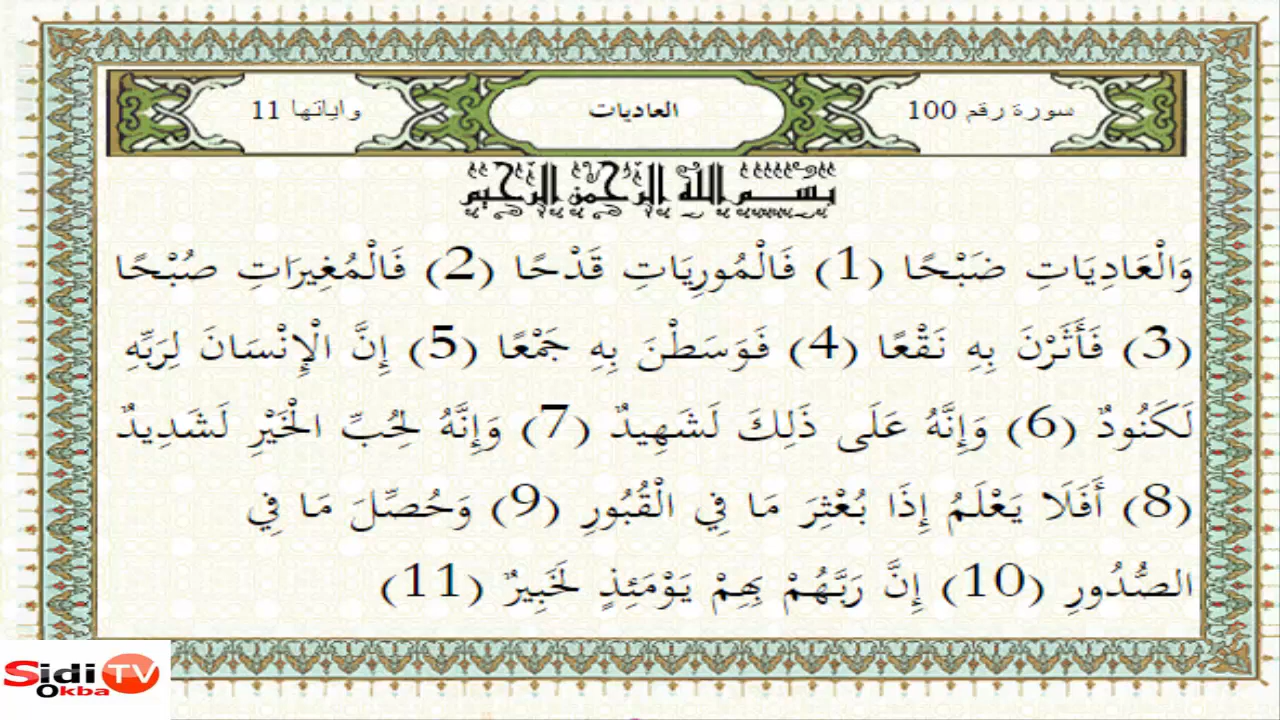 سورة رقم 100 العاديات واياتها 11
بسم الله الرحمن الرحيم
وَالْعَادِيَاتِ ضَبْحًا (1) فَالْمُورِيَاتِ قَدْحًا (2) فَالْمُغِيرَاتِ صُبْحًا
(3) فَأَثَرْنَ بِهِ نَقْعًا (4) فَوَسَطْنَ بِهِ جَمْعًا (5) إِنَّ الْإِنْسَانَ لِرَبِّهِ
لَكَنُودٌ (6) وَإِنَّهُ عَلَى ذَلِكَ لَشَهِيدٌ (7) وَإِنَّهُ لِحُبِّ الْخَيْرِ لَشَدِيدٌ
(8) أَفَلَا يَعْلَمُ إِذَا بُعْثِرَ مَا فِي الْقُبُورِ (9) وَحُصِّلَ مَا فِي
الصُّدُورِ (10) إِنَّ رَبَّهُمْ بِهِمْ يَوْمَئِذٍ لَخَبِيرٌ (11)
Sidi TV
Okba